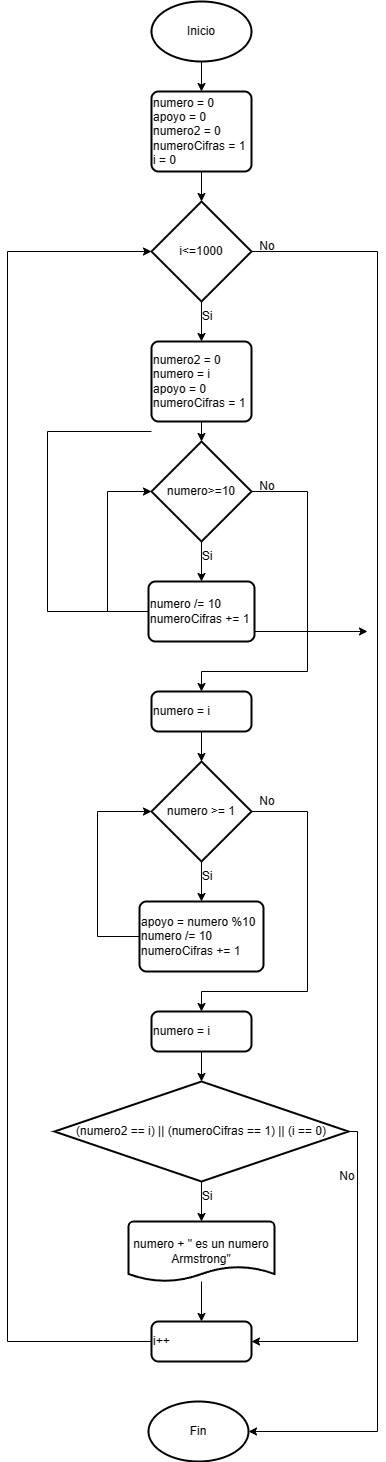 Inicio
numero = 0
apoyo = 0
numero2 = 0
numeroCifras = 1
i = 0
i<=1000
No
Si
numero2 = 0
numero = i
apoyo = 0
numeroCifras = 1
numero>=10
No
Si
numero /= 10
numeroCifras += 1
numero = i
numero >= 1
No
Si
apoyo = numero %10
numero /= 10
numeroCifras += 1
numero = i
(numero2 == i) || (numeroCifras == 1) || (i == 0)
No
Si
numero + " es un numero
Armstrong"
i++
Fin